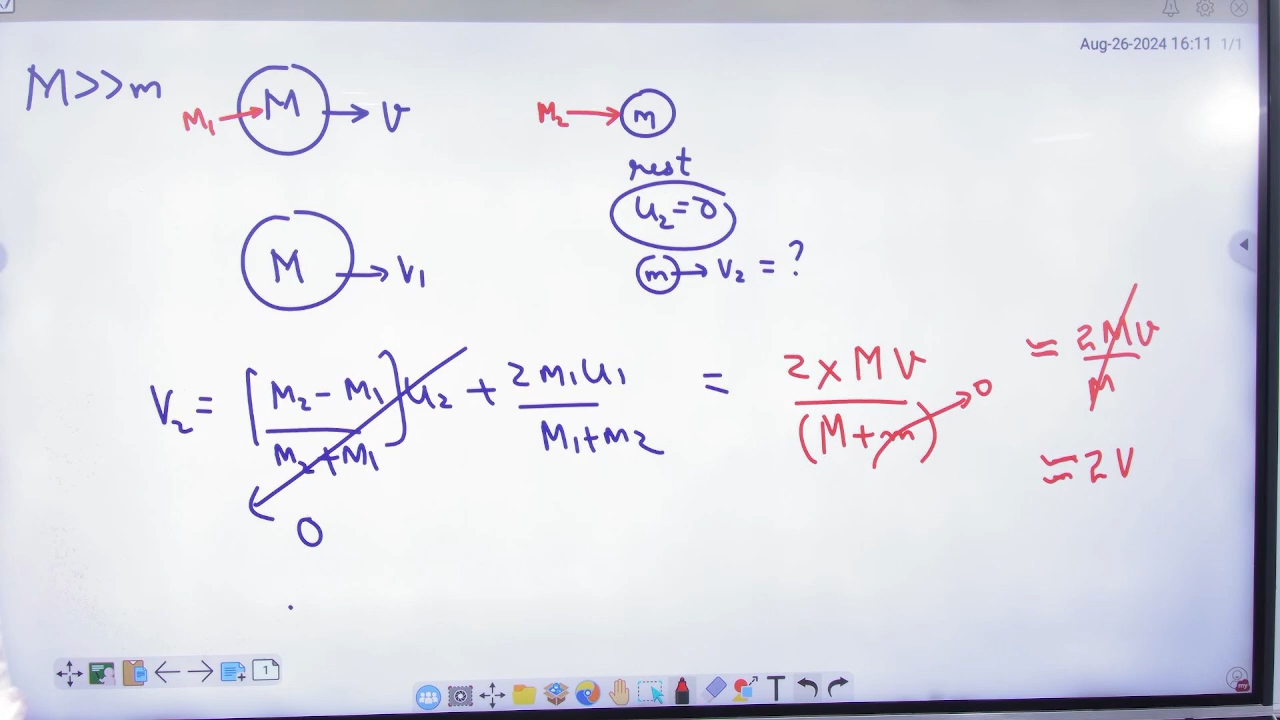 Aug-26-2024 16:11 1/1
M>>m
M₁ → M → v
M₂ → m
rest
u₂=0
M → v₁
m → v₂ = ?
v₂ = [M₂ - M₁ / M₂ + M₁] u₂ + 2m₁u₁ / M₁+m₂ = 2 x M v / (M+m) ≈ 2Mv / M
0
0
≈ 2v
1
T